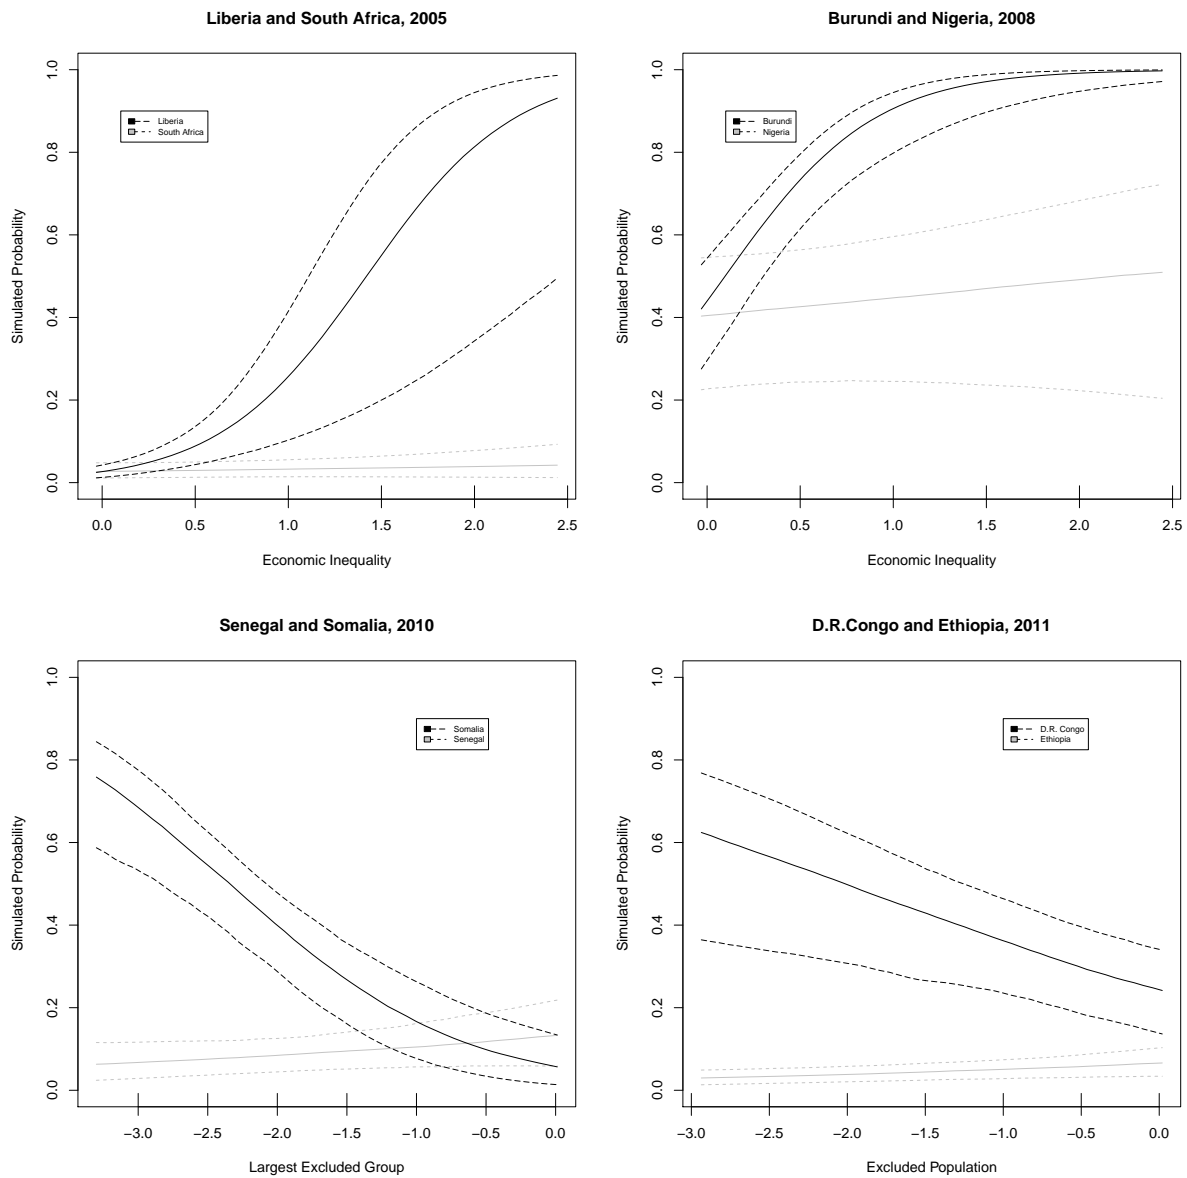 Liberia and South Africa, 2005
Simulated Probability
1.0
0.8
0.6
0.4
0.2
0.0
Liberia
South Africa
0.0 0.5 1.0 1.5 2.0 2.5
Economic Inequality
Burundi and Nigeria, 2008
Simulated Probability
1.0
0.8
0.6
0.4
0.2
0.0
Burundi
Nigeria
0.0 0.5 1.0 1.5 2.0 2.5
Economic Inequality
Senegal and Somalia, 2010
Simulated Probability
1.0
0.8
0.6
0.4
0.2
0.0
Somalia
Senegal
−3.0 −2.5 −2.0 −1.5 −1.0 −0.5 0.0
Largest Excluded Group
D.R.Congo and Ethiopia, 2011
Simulated Probability
1.0
0.8
0.6
0.4
0.2
0.0
D.R. Congo
Ethiopia
−3.0 −2.5 −2.0 −1.5 −1.0 −0.5 0.0
Excluded Population